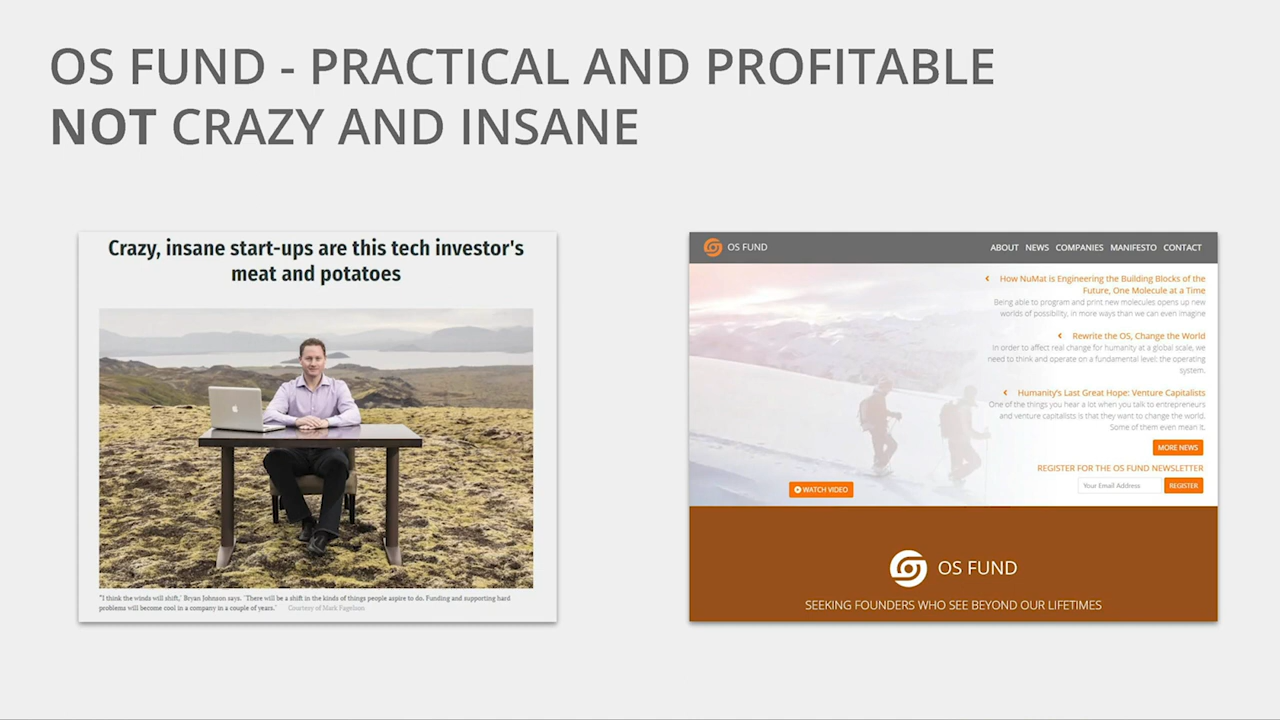 OS FUND - PRACTICAL AND PROFITABLE
NOT CRAZY AND INSANE
Crazy, insane start-ups are this tech investor's
meat and potatoes
"I think the winds will shift,' Bryan Johnson says. 'There will be a shift in the kinds of things people aspire to do. Funding and supporting hard
problems will become cool in a company in a couple of years.' Courtesy of Mark Fagelson
OS FUND
ABOUT NEWS COMPANIES MANIFESTO CONTACT
How NuMat is Engineering the Building Blocks of the
Future, One Molecule at a Time
Being able to program and print new molecules opens up new
worlds of possibility, in more ways than we can even imagine
Rewrite the OS, Change the World
In order to affect real change for humanity at a global scale, we
need to think and operate on a fundamental level: the operating
system.
Humanity's Last Great Hope: Venture Capitalists
One of the things you hear a lot when you talk to entrepreneurs
and venture capitalists is that they want to change the world.
Some of them even mean it.
MORE NEWS
REGISTER FOR THE OS FUND NEWSLETTER
Your Email Address
REGISTER
WATCH VIDEO
OS FUND
SEEKING FOUNDERS WHO SEE BEYOND OUR LIFETIMES